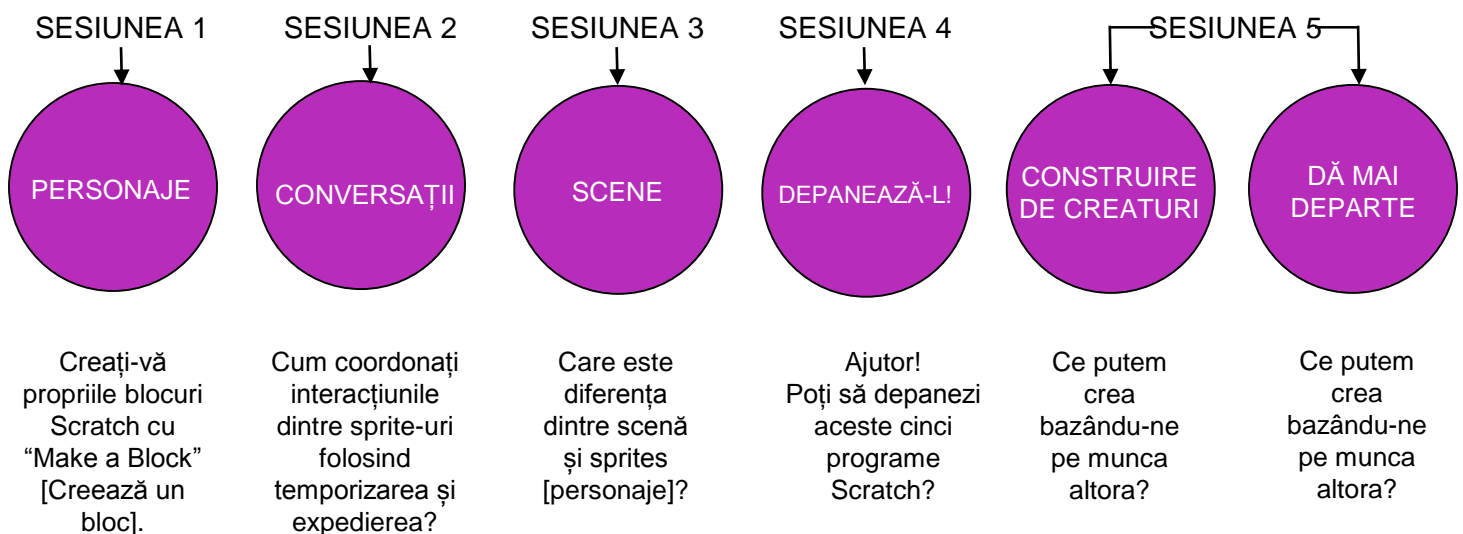 SESIUNEA 1
SESIUNEA 2
SESIUNEA 3
SESIUNEA 4
SESIUNEA 5
PERSONAJE
CONVERSAȚII
SCENE
DEPANEAZĂ-L!
CONSTRUIRE
DE CREATURI
DĂ MAI
DEPARTE
Creați-vă
propriile blocuri
Scratch cu
“Make a Block”
[Creează un
bloc].
Cum coordonați
interacțiunile
dintre sprite-uri
folosind
temporizarea și
expedierea?
Care este
diferența
dintre scenă
și sprites
[personaje]?
Ajutor!
Poți să depanezi
aceste cinci
programe
Scratch?
Ce putem
crea
bazându-ne
pe munca
altora?
Ce putem
crea
bazându-ne
pe munca
altora?